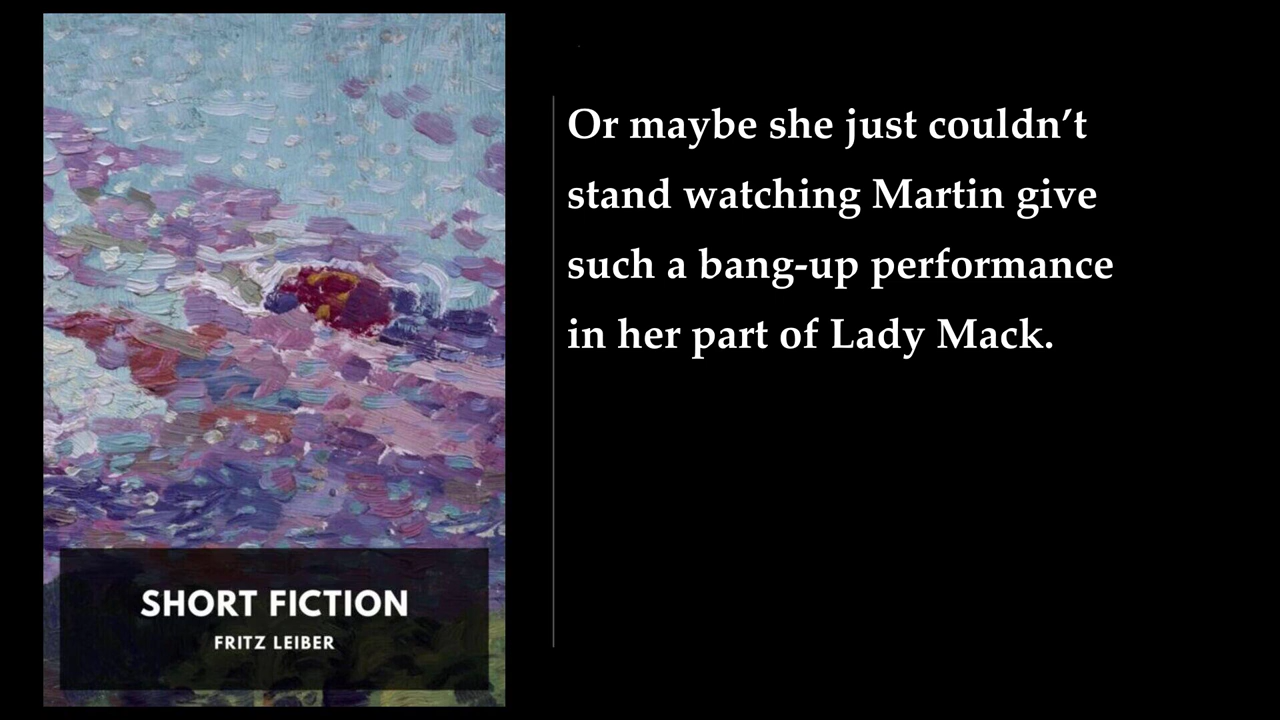 Or maybe she just couldn’t
stand watching Martin give
such a bang-up performance
in her part of Lady Mack.
SHORT FICTION
FRITZ LEIBER